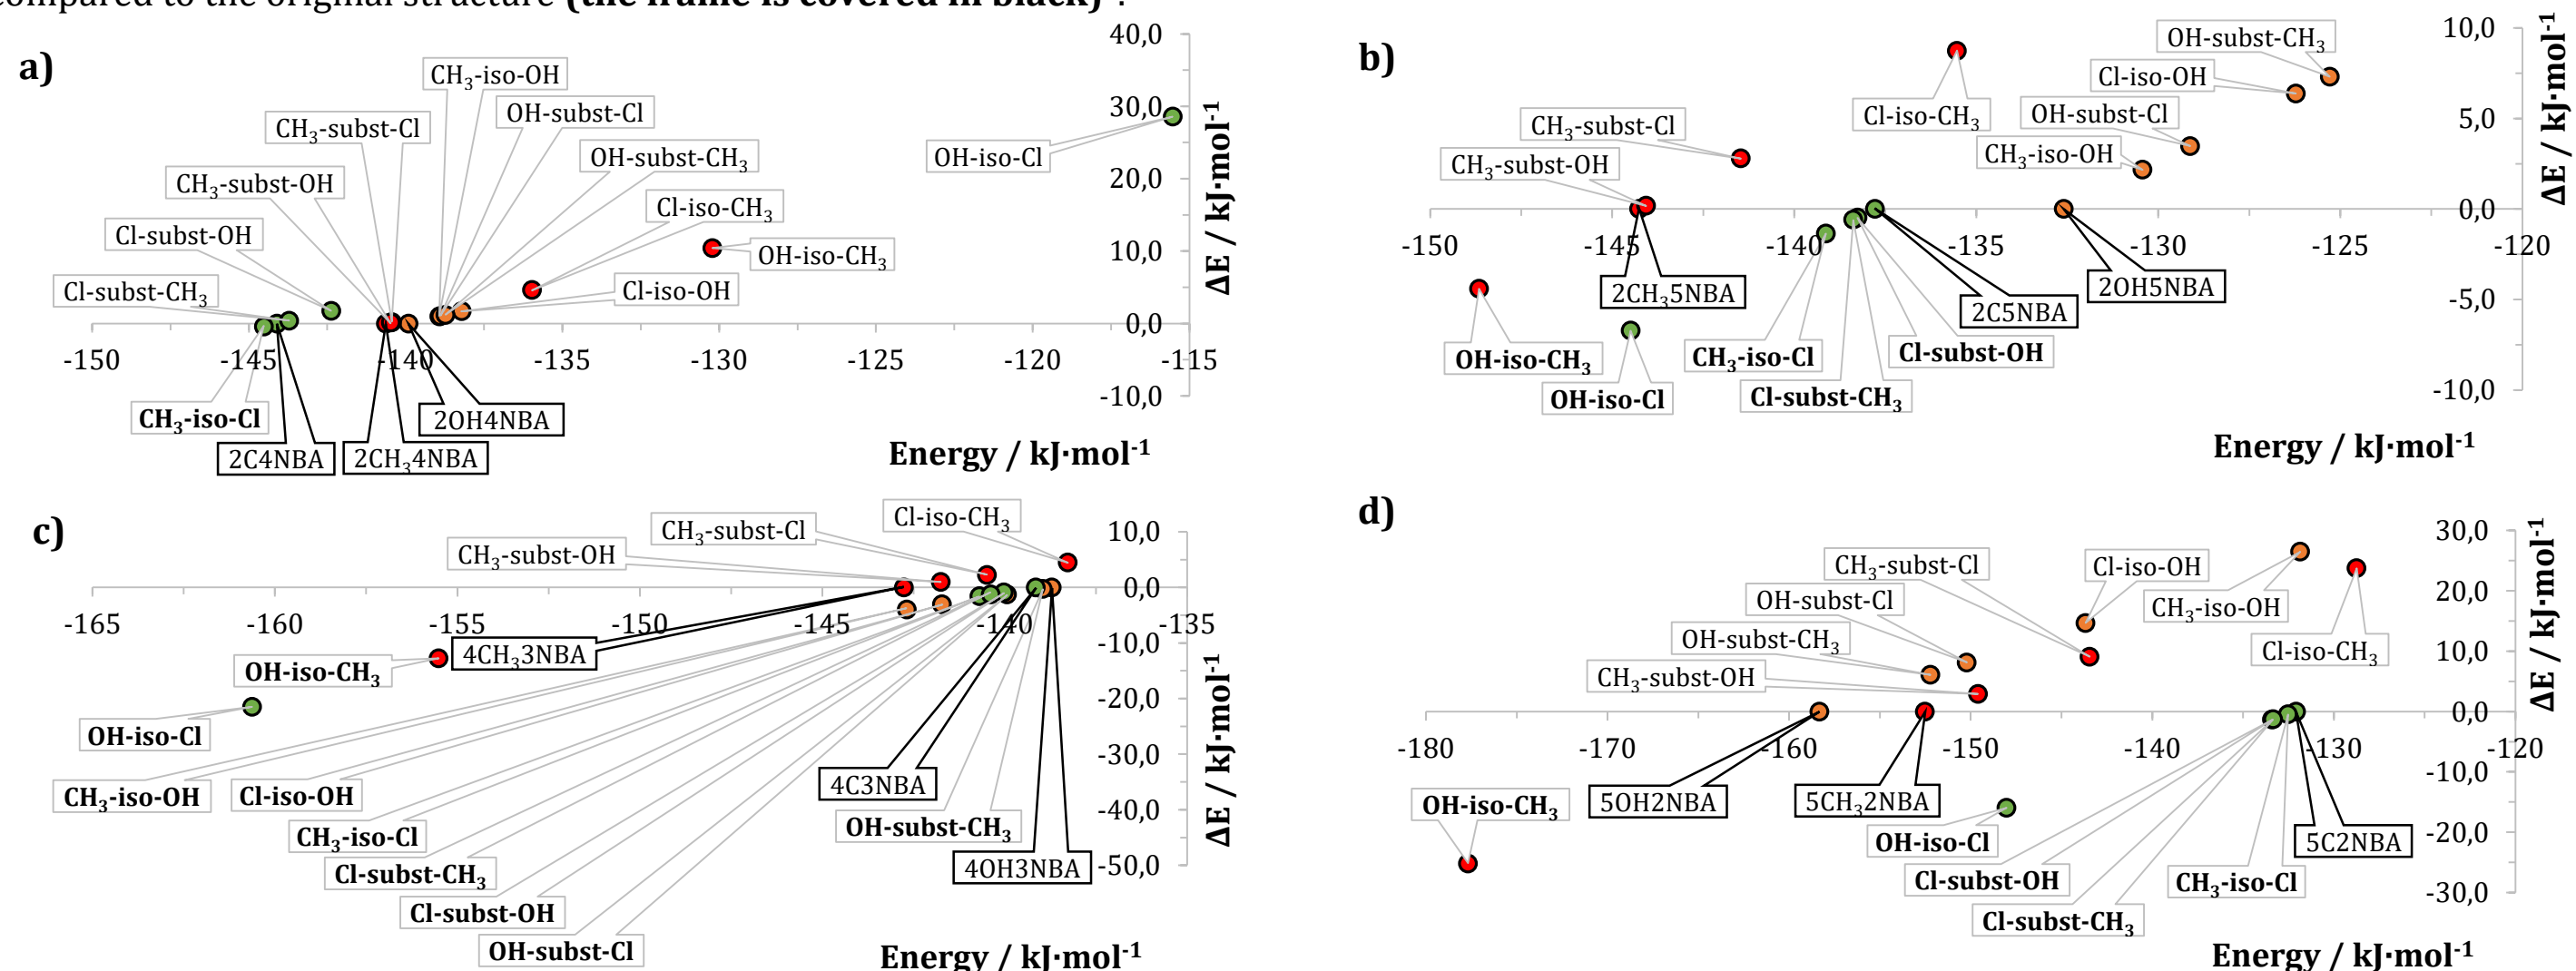 compared to the original structure (the frame is covered in black) .
a)
40,0
30,0
20,0
10,0
0,0
-10,0
ΔE / kJ·mol-1
CH3-iso-OH
OH-subst-Cl
CH3-subst-Cl
OH-subst-CH3
CH3-subst-OH
Cl-iso-CH3
OH-iso-Cl
Cl-subst-OH
OH-iso-CH3
Cl-subst-CH3
Cl-iso-OH
-150
-145
-140
-135
-130
-125
-120
-115
CH3-iso-Cl
2OH4NBA
2C4NBA
2CH34NBA
Energy / kJ·mol-1
b)
10,0
5,0
0,0
-5,0
-10,0
ΔE / kJ·mol-1
OH-subst-CH3
Cl-iso-OH
Cl-iso-CH3
OH-subst-Cl
CH3-subst-Cl
CH3-iso-OH
CH3-subst-OH
-150
-145
-140
-135
-130
-125
-120
2CH35NBA
2C5NBA
2OH5NBA
OH-iso-CH3
CH3-iso-Cl
Cl-subst-OH
OH-iso-Cl
Cl-subst-CH3
Energy / kJ·mol-1
c)
10,0
0,0
-10,0
-20,0
-30,0
-40,0
-50,0
ΔE / kJ·mol-1
Cl-iso-CH3
CH3-subst-Cl
CH3-subst-OH
-165
-160
-155
-150
-145
-140
-135
4CH33NBA
OH-iso-CH3
OH-iso-Cl
4C3NBA
CH3-iso-OH
Cl-iso-OH
OH-subst-CH3
CH3-iso-Cl
4OH3NBA
Cl-subst-CH3
Cl-subst-OH
OH-subst-Cl
Energy / kJ·mol-1
d)
30,0
20,0
10,0
0,0
-10,0
-20,0
-30,0
ΔE / kJ·mol-1
CH3-subst-Cl
Cl-iso-OH
OH-subst-Cl
CH3-iso-OH
OH-subst-CH3
Cl-iso-CH3
CH3-subst-OH
-180
-170
-160
-150
-140
-130
-120
OH-iso-CH3
5OH2NBA
5CH32NBA
OH-iso-Cl
5C2NBA
Cl-subst-OH
CH3-iso-Cl
Cl-subst-CH3
Energy / kJ·mol-1